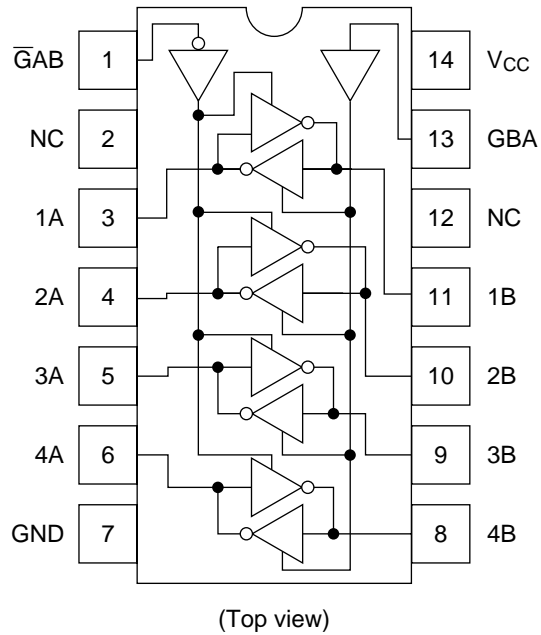 G̅AB 1 14 VCC
NC 2 13 GBA
1A 3 12 NC
2A 4 11 1B
3A 5 10 2B
4A 6 9 3B
GND 7 8 4B
(Top view)